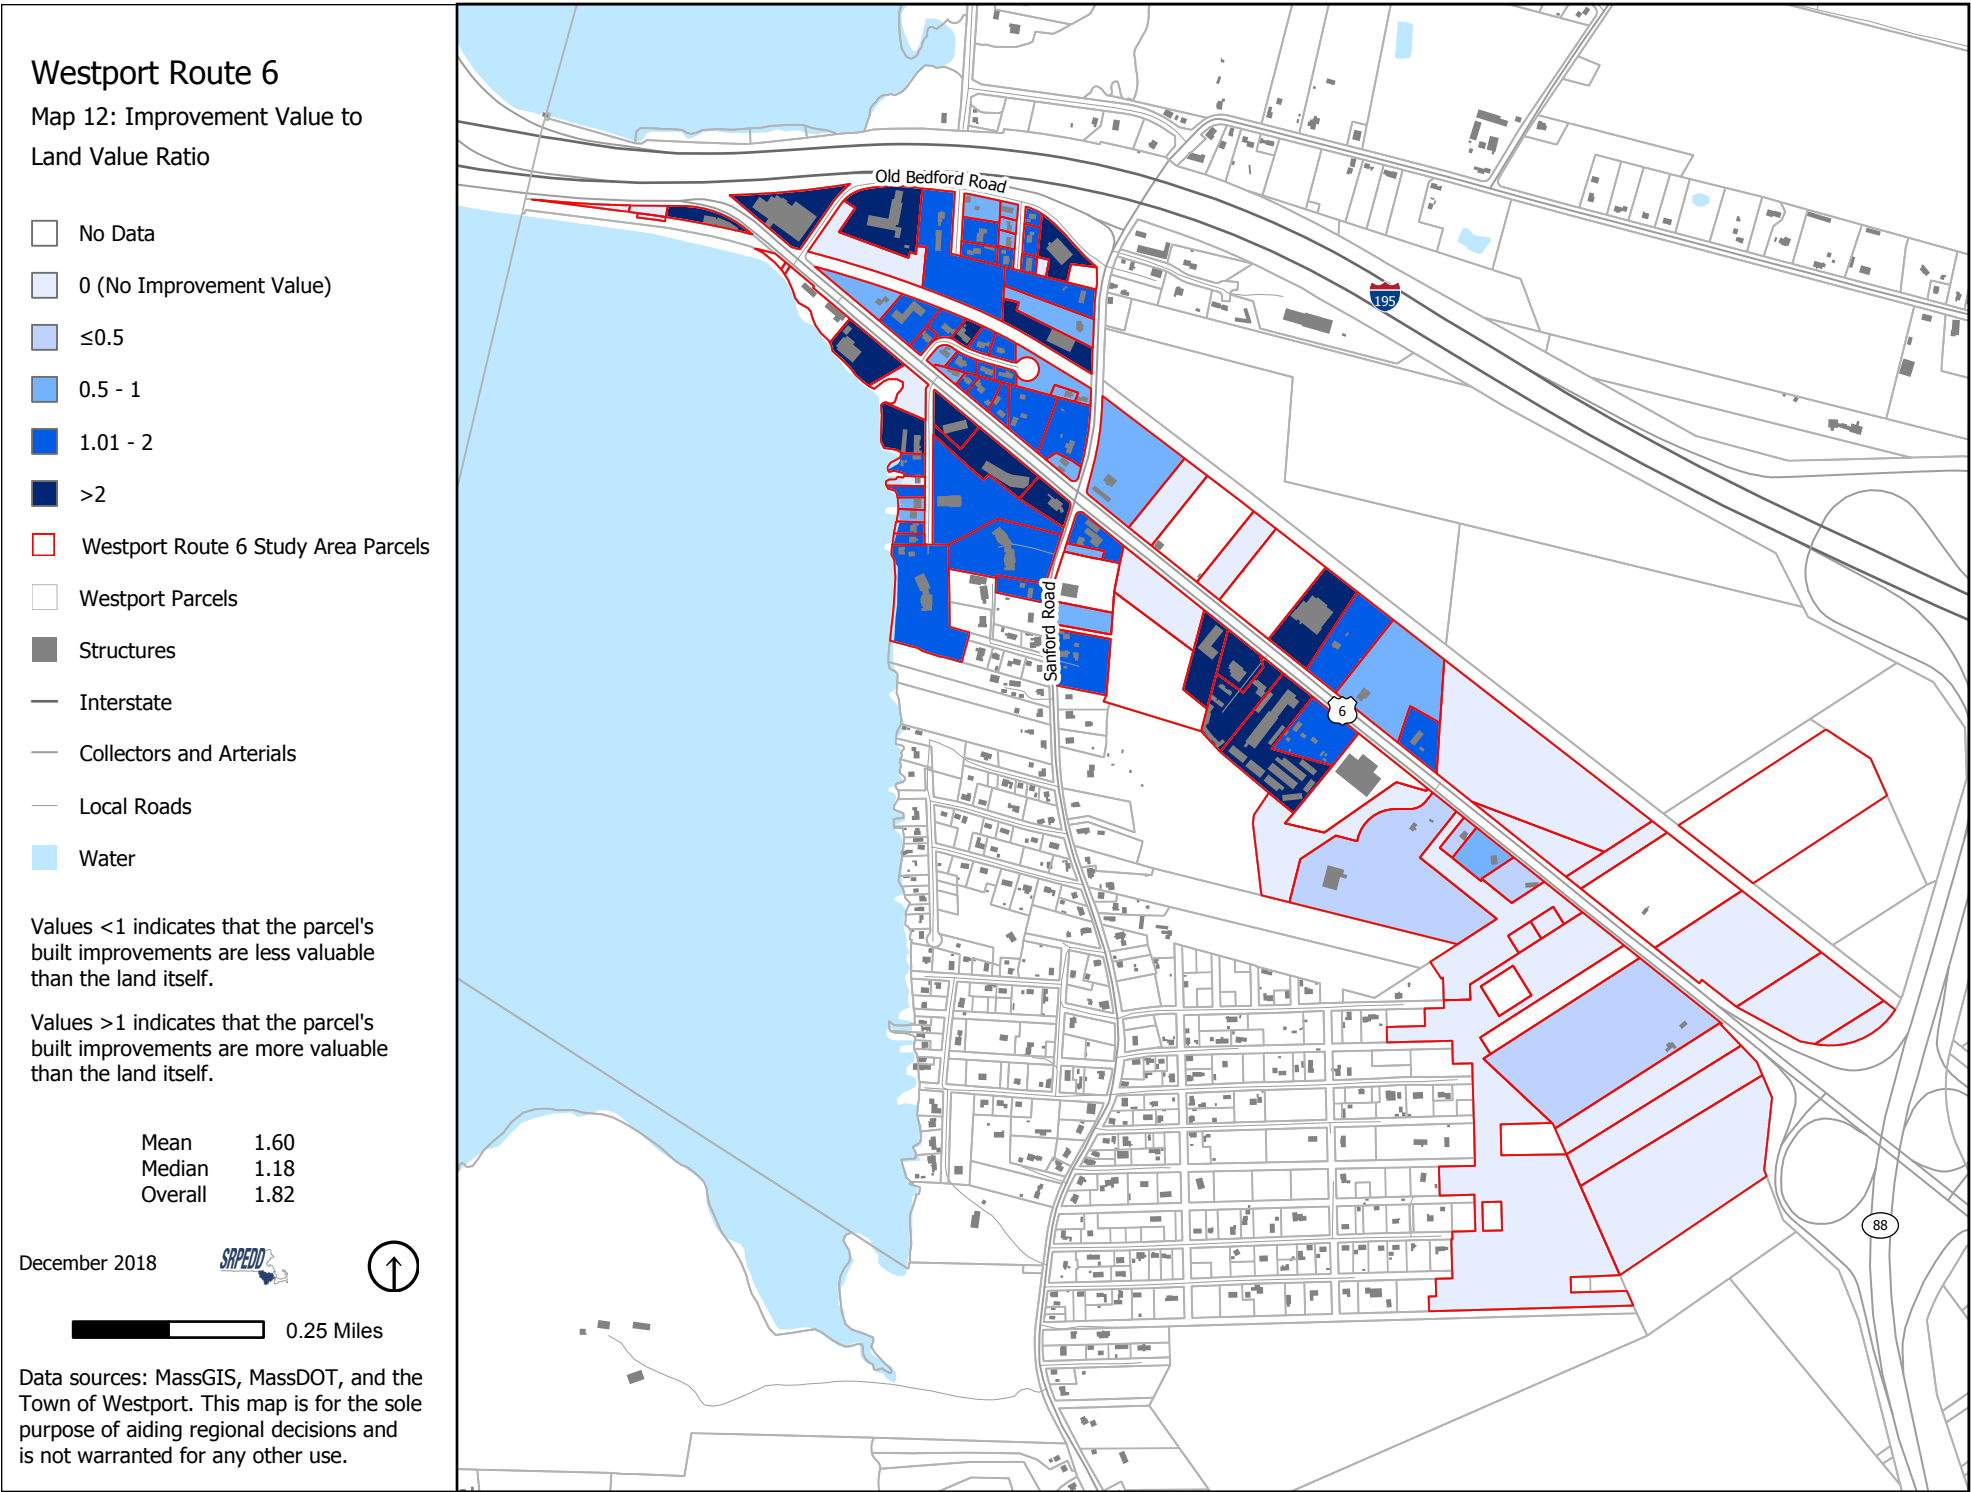 Westport Route 6
Map 12: Improvement Value to
Land Value Ratio
No Data
0 (No Improvement Value)
≤0.5
0.5 - 1
1.01 - 2
>2
Westport Route 6 Study Area Parcels
Westport Parcels
Structures
Interstate
Collectors and Arterials
Local Roads
Water
Values <1 indicates that the parcel's
built improvements are less valuable
than the land itself.
Values >1 indicates that the parcel's
built improvements are more valuable
than the land itself.
Mean 1.60
Median 1.18
Overall 1.82
December 2018
SRPEDD
0.25 Miles
Data sources: MassGIS, MassDOT, and the
Town of Westport. This map is for the sole
purpose of aiding regional decisions and
is not warranted for any other use.
Old Bedford Road
195
Sanford Road
6
88